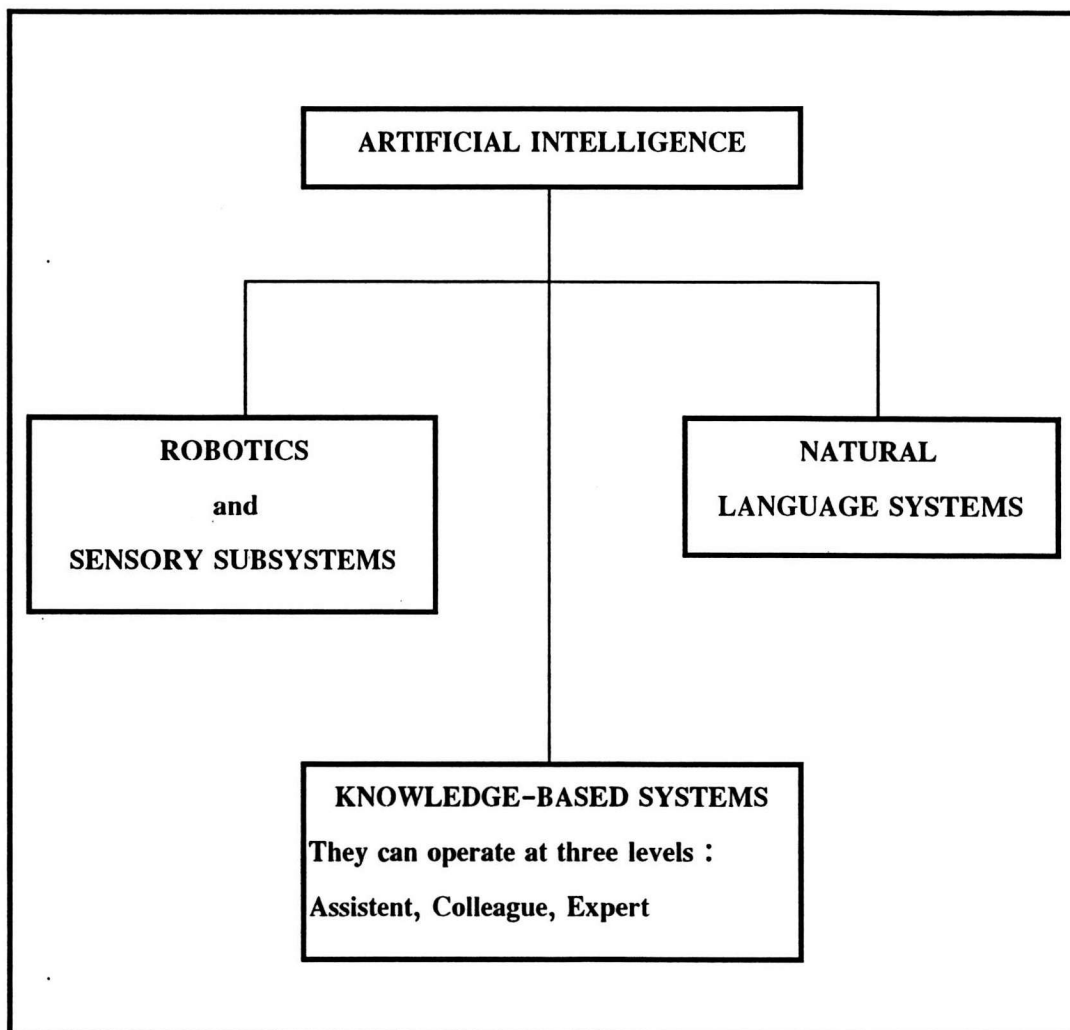 ARTIFICIAL INTELLIGENCE
ROBOTICS
and
SENSORY SUBSYSTEMS
NATURAL
LANGUAGE SYSTEMS
KNOWLEDGE-BASED SYSTEMS
They can operate at three levels :
Assistent, Colleague, Expert